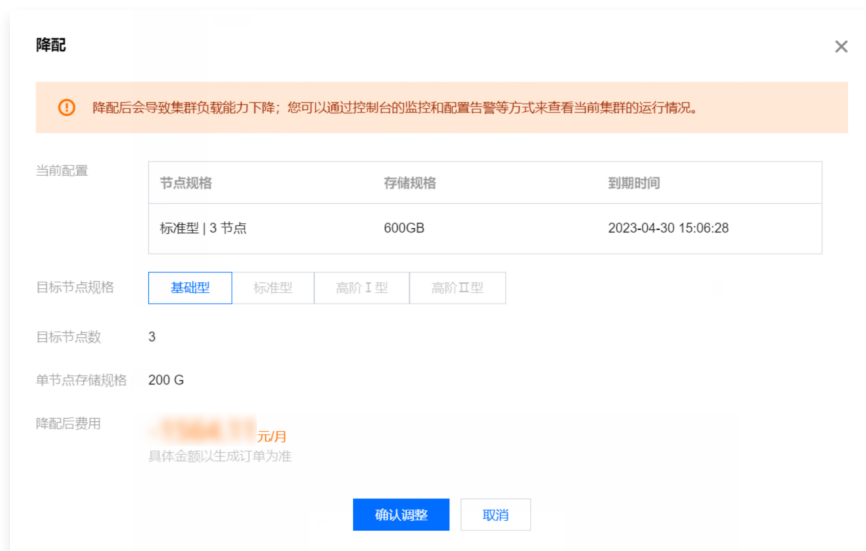 降配
降配后会导致集群负载能力下降；您可以通过控制台的监控和配置告警等方式来查看当前集群的运行情况。
当前配置
节点规格 存储规格 到期时间
标准型 | 3 节点 600GB 2023-04-30 15:06:28
目标节点规格 基础型 标准型 高阶 I 型 高阶 II 型
目标节点数 3
单节点存储规格 200 G
降配后费用 元/月
具体金额以生成订单为准
确认调整 取消